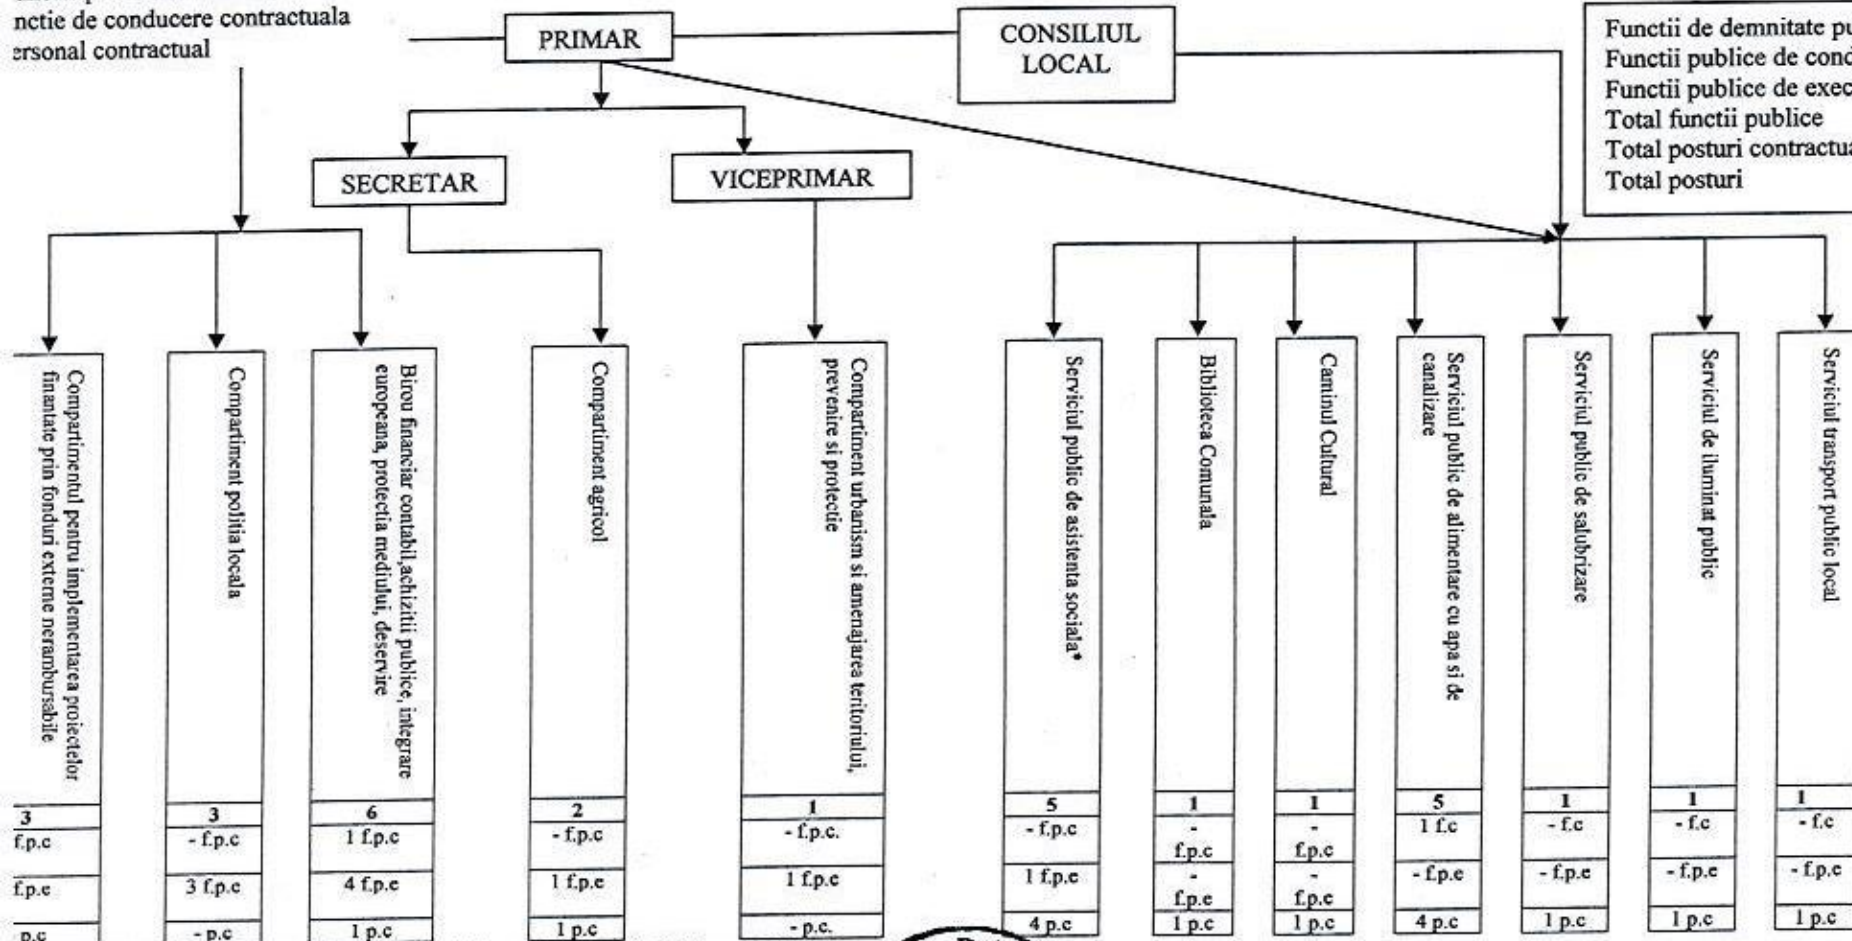 nctie de conducere contractuala
ersonal contractual
PRIMAR
CONSILIUL
LOCAL
Functii de demnitate pu
Functii publice de cond
Functii publice de exec
Total functii publice
Total posturi contractua
Total posturi
SECRETAR
VICEPRIMAR
Compartimentul pentru implementarea proiectelor
finantate prin fonduri externe nerambursabile
3
f.p.c
f.p.e
p.c
Compartiment politia locala
3
- f.p.c
3 f.p.e
- p.c
Birou financiar contabil,achizitii publice, integrare
europeana, protectia mediului, deservire
6
1 f.p.c
4 f.p.e
1 p.c
Compartiment agricol
2
- f.p.c
1 f.p.e
1 p.c
Compartiment urbanism si amenajarea teritoriului,
prevenire si protectie
1
- f.p.c.
1 f.p.e
- p.c.
Serviciul public de asistenta sociala*
5
- f.p.c
1 f.p.e
4 p.c
Biblioteca Comunala
1
-
f.p.c
-
f.p.e
1 p.c
Caminul Cultural
1
-
f.p.c
-
f.p.e
1 p.c
Serviciul public de alimentare cu apa si de
canalizare
5
1 f.c
- f.p.e
4 p.c
Serviciul public de salubrizare
1
- f.c
- f.p.e
1 p.c
Serviciul de iluminat public
1
- f.c
- f.p.e
1 p.c
Serviciul transport public local
1
- f.c
- f.p.e
1 p.c